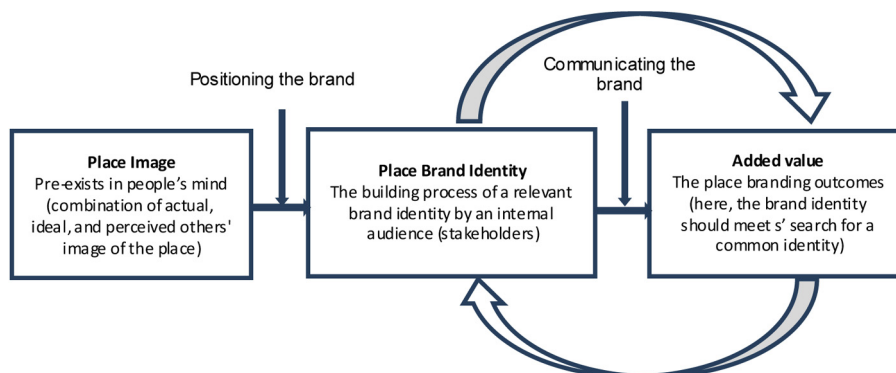 Positioning the brand
Communicating the
brand
Place Image
Pre-exists in people's mind
(combination of actual,
ideal, and perceived others'
image of the place)
Place Brand Identity
The building process of a relevant
brand identity by an internal
audience (stakeholders)
Added value
The place branding outcomes
(here, the brand identity
should meet s' search for a
common identity)